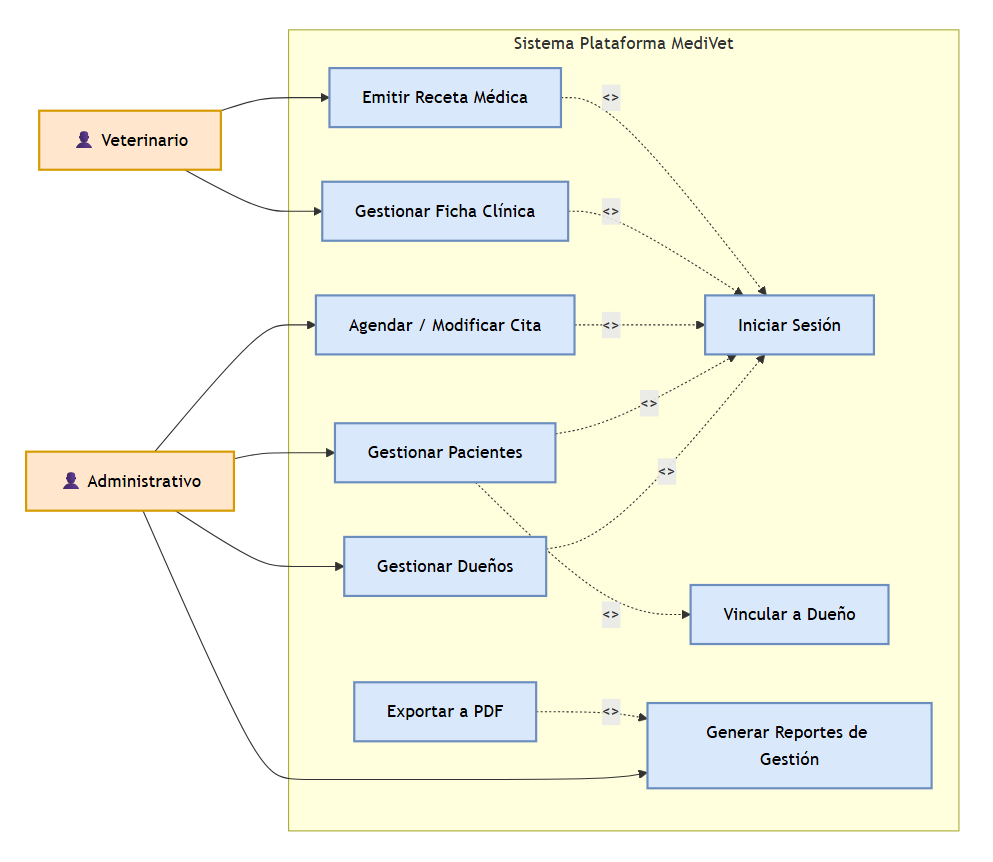 Sistema Plataforma MediVet
Emitir Receta Médica
<>
👤 Veterinario
Gestionar Ficha Clínica
<>
Agendar / Modificar Cita
<>
Iniciar Sesión
<>
Gestionar Pacientes
<>
👤 Administrativo
Gestionar Dueños
<>
Vincular a Dueño
Exportar a PDF
<>
Generar Reportes de
Gestión